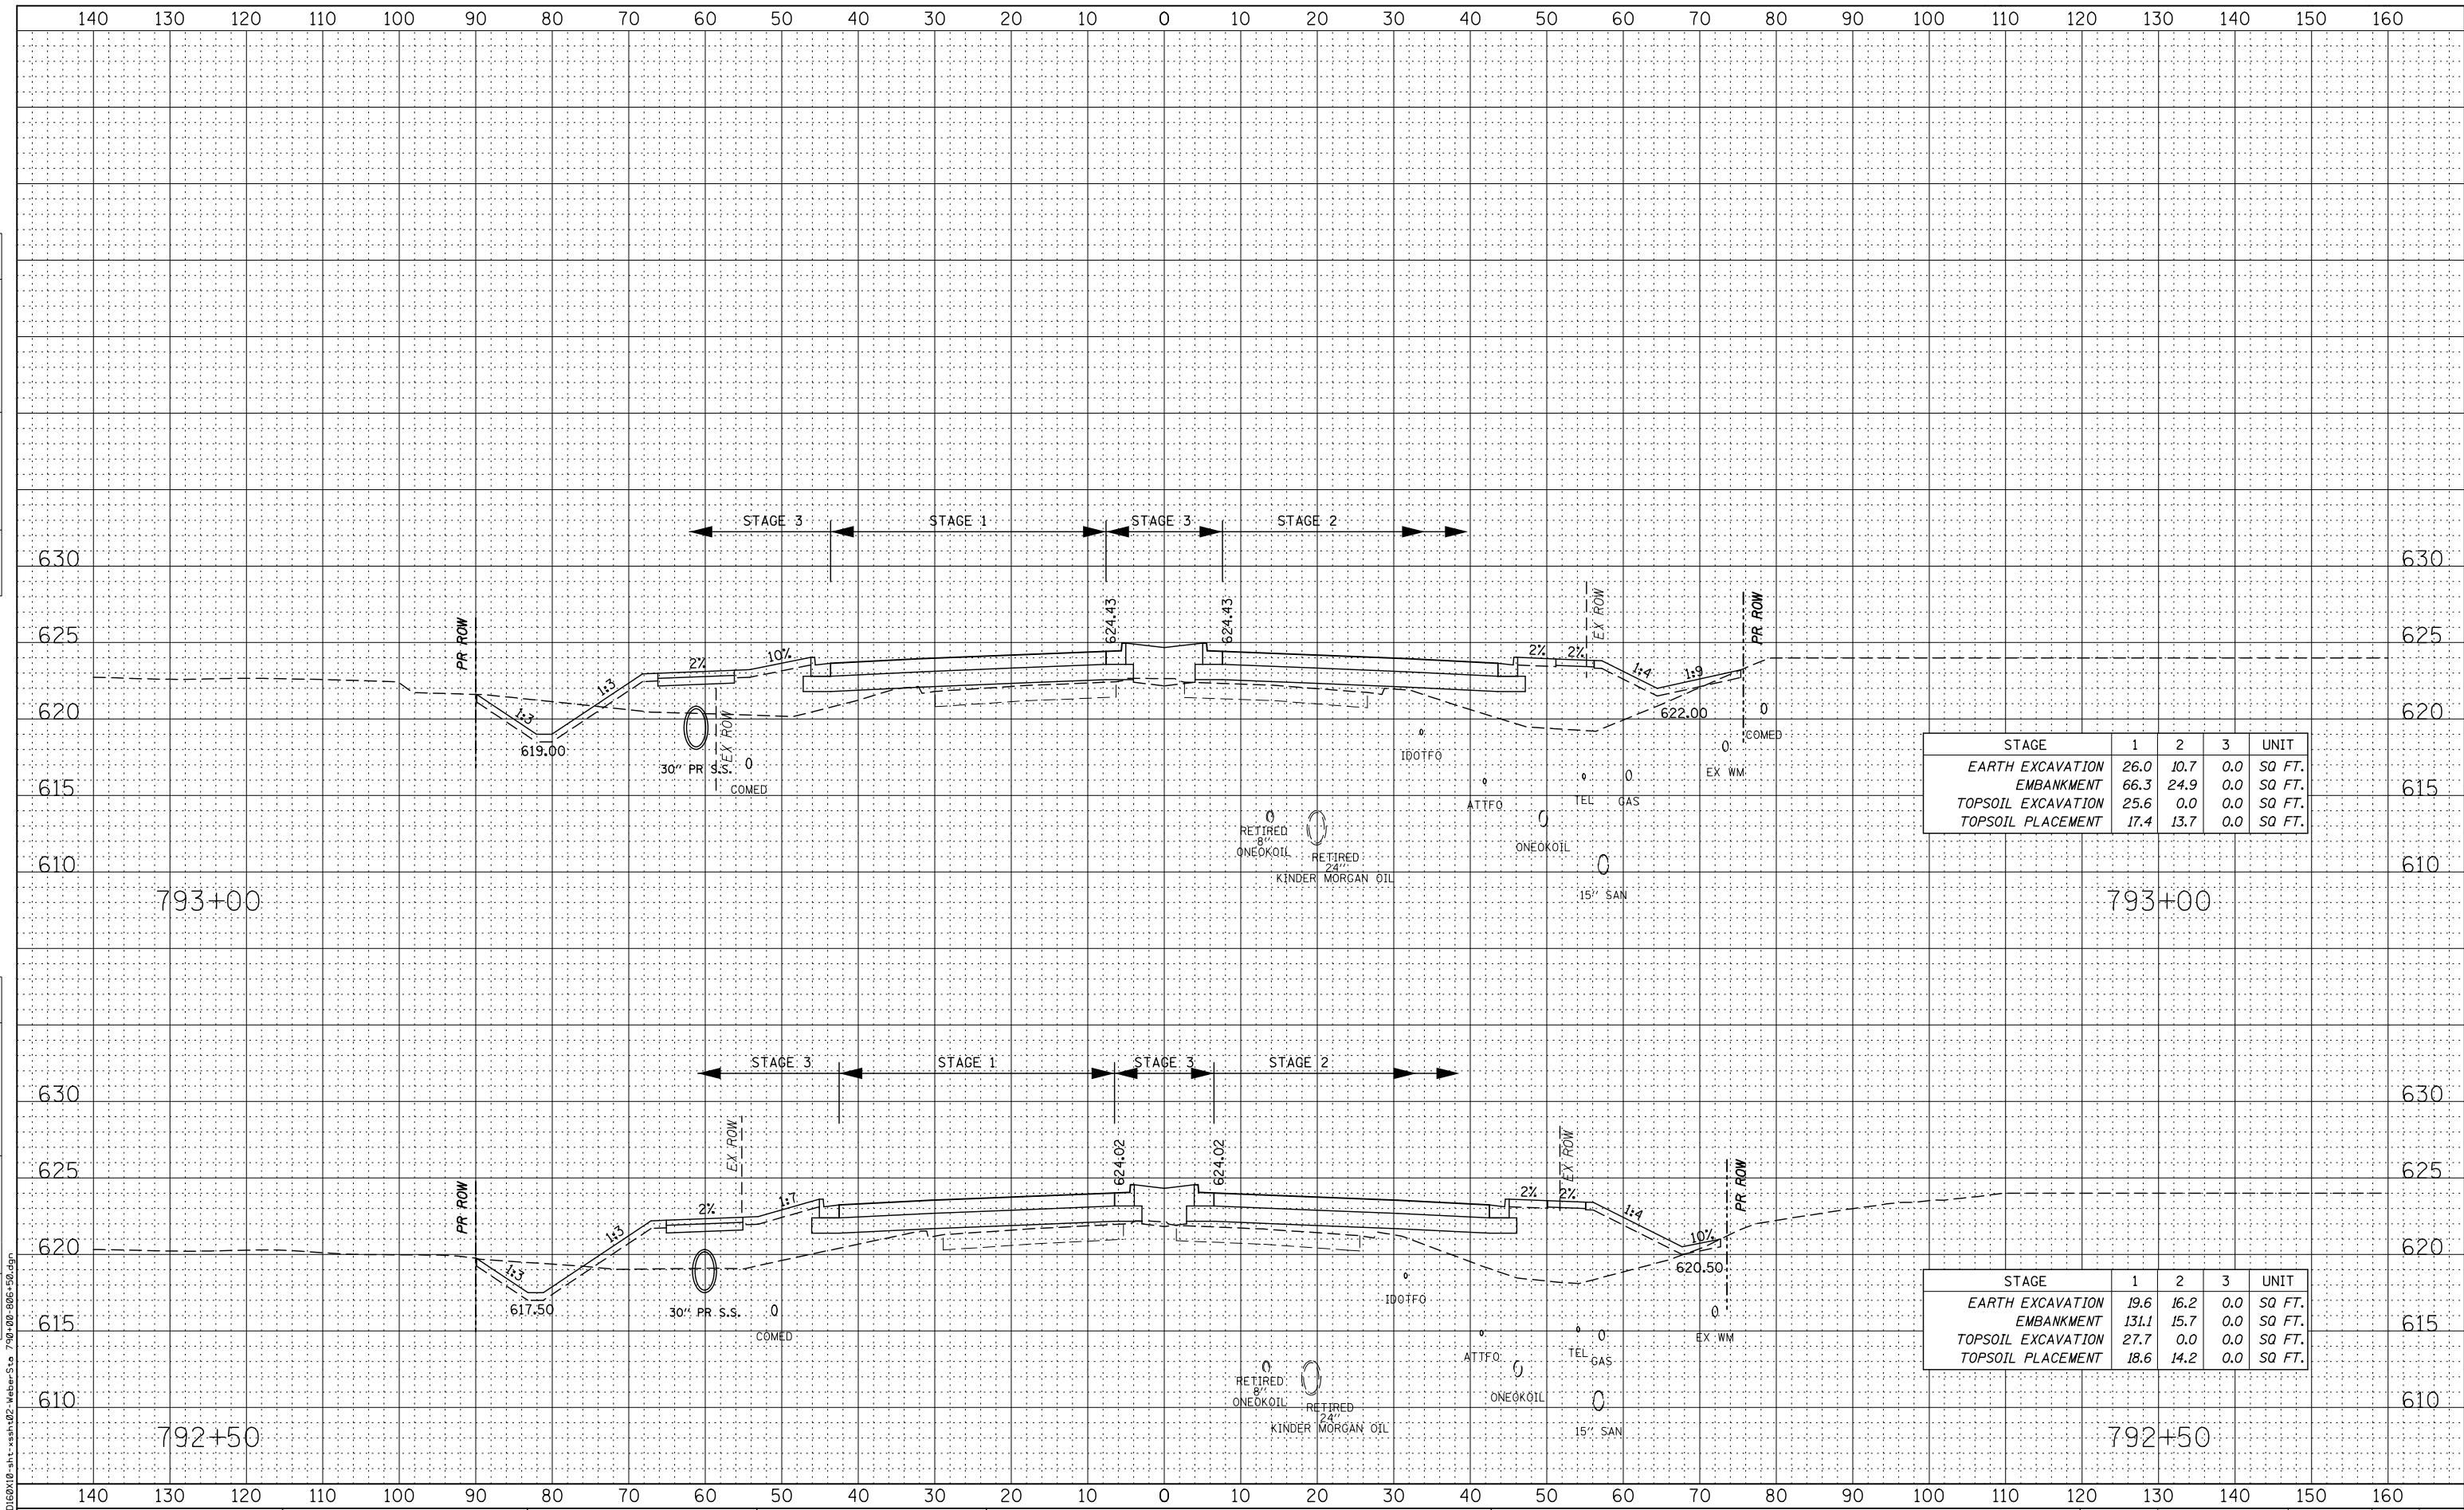 140 130 120 110 100 90 80 70 60 50 40 30 20 10 0 10 20 30 40 50 60 70 80 90 100 110 120 130 140 150 160
STAGE 3 STAGE 1 STAGE 3 STAGE 2
630 630
624.43 624.43
EX ROW
PR ROW PR ROW
625 625
2% 10% 2% 2%
1:3 1:3 1:4 1:9
620 620
622.00
619.00
EX ROW
30" PR S.S.
COMED
IDOTFO
COMED
EX WM
615 615
ATTFO
TEL
GAS
RETIRED
8"
ONEOKOIL
RETIRED
24"
KINDER MORGAN OIL
ONEOKOIL
15" SAN
610 610
STAGE 1 2 3 UNIT
EARTH EXCAVATION 26.0 10.7 0.0 SQ FT.
EMBANKMENT 66.3 24.9 0.0 SQ FT.
TOPSOIL EXCAVATION 25.6 0.0 0.0 SQ FT.
TOPSOIL PLACEMENT 17.4 13.7 0.0 SQ FT.
793+00 793+00
STAGE 3 STAGE 1 STAGE 3 STAGE 2
630 630
EX ROW
624.02 624.02
EX ROW
625 625
PR ROW PR ROW
2% 1:7 2% 2%
1:3 1:3 1:4 10%
620 620
620.50
617.50
30" PR S.S.
COMED
IDOTFO
EX WM
615 615
ATTFO
TEL
GAS
RETIRED
8"
ONEOKOIL
RETIRED
24"
KINDER MORGAN OIL
ONEOKOIL
15" SAN
610 610
STAGE 1 2 3 UNIT
EARTH EXCAVATION 19.6 16.2 0.0 SQ FT.
EMBANKMENT 131.1 15.7 0.0 SQ FT.
TOPSOIL EXCAVATION 27.7 0.0 0.0 SQ FT.
TOPSOIL PLACEMENT 18.6 14.2 0.0 SQ FT.
792+50 792+50
140 130 120 110 100 90 80 70 60 50 40 30 20 10 0 10 20 30 40 50 60 70 80 90 100 110 120 130 140 150 160
D160X10-sht-xssht02-WeberSta 790+00-806+50.dgn